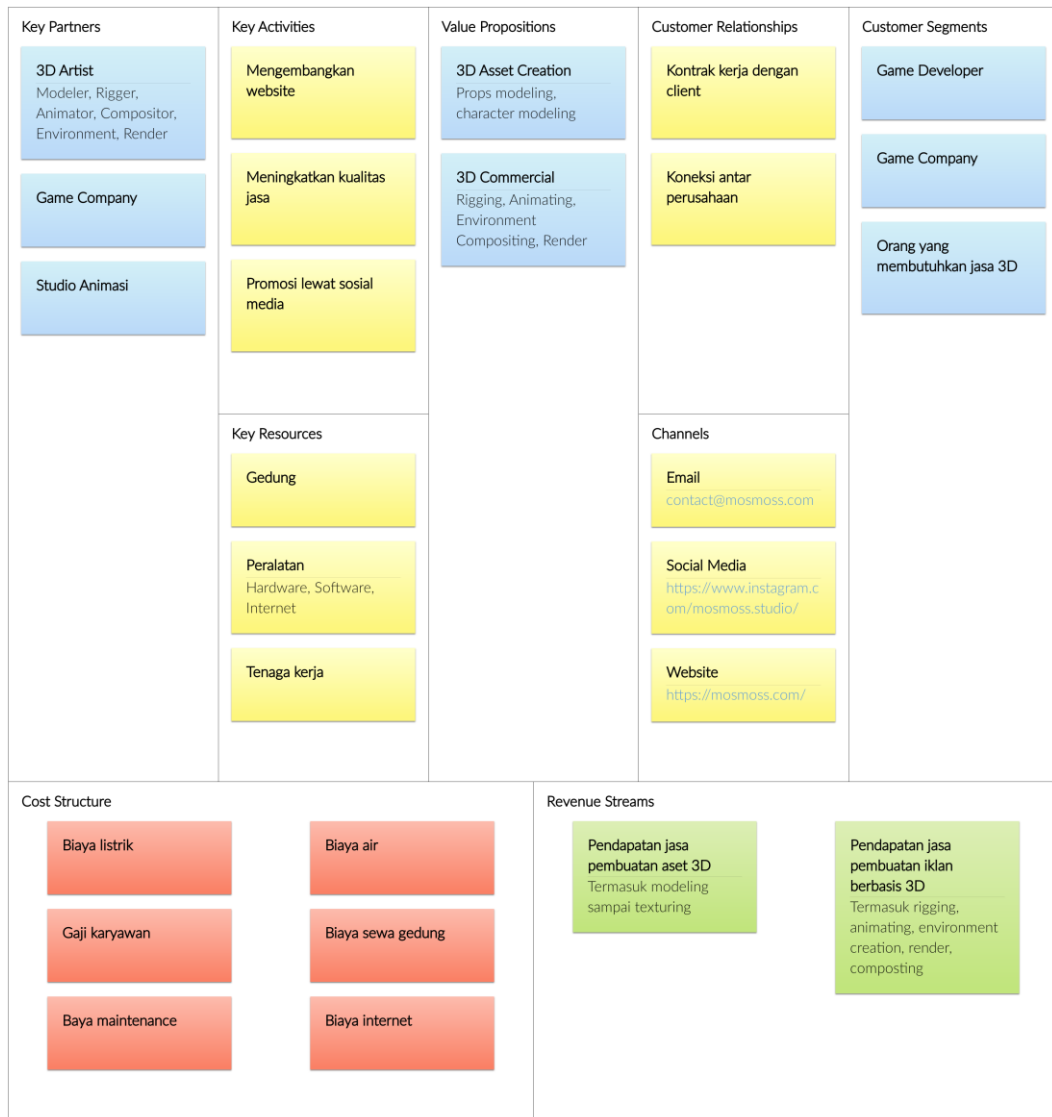 Key Partners
3D Artist
Modeler, Rigger,
Animator, Compositor,
Environment, Render
Game Company
Studio Animasi
Key Activities
Mengembangkan
website
Meningkatkan kualitas
jasa
Promosi lewat sosial
media
Key Resources
Gedung
Peralatan
Hardware, Software,
Internet
Tenaga kerja
Value Propositions
3D Asset Creation
Props modeling,
character modeling
3D Commercial
Rigging, Animating,
Environment
Compositing, Render
Customer Relationships
Kontrak kerja dengan
client
Koneksi antar
perusahaan
Channels
Email
contact@mosmoss.com
Social Media
https://www.instagram.c
om/mosmoss.studio/
Website
https://mosmoss.com/
Customer Segments
Game Developer
Game Company
Orang yang
membutuhkan jasa 3D
Cost Structure
Biaya listrik
Biaya air
Gaji karyawan
Biaya sewa gedung
Baya maintenance
Biaya internet
Revenue Streams
Pendapatan jasa
pembuatan aset 3D
Termasuk modeling
sampai texturing
Pendapatan jasa
pembuatan iklan
berbasis 3D
Termasuk rigging,
animating, environment
creation, render,
composting